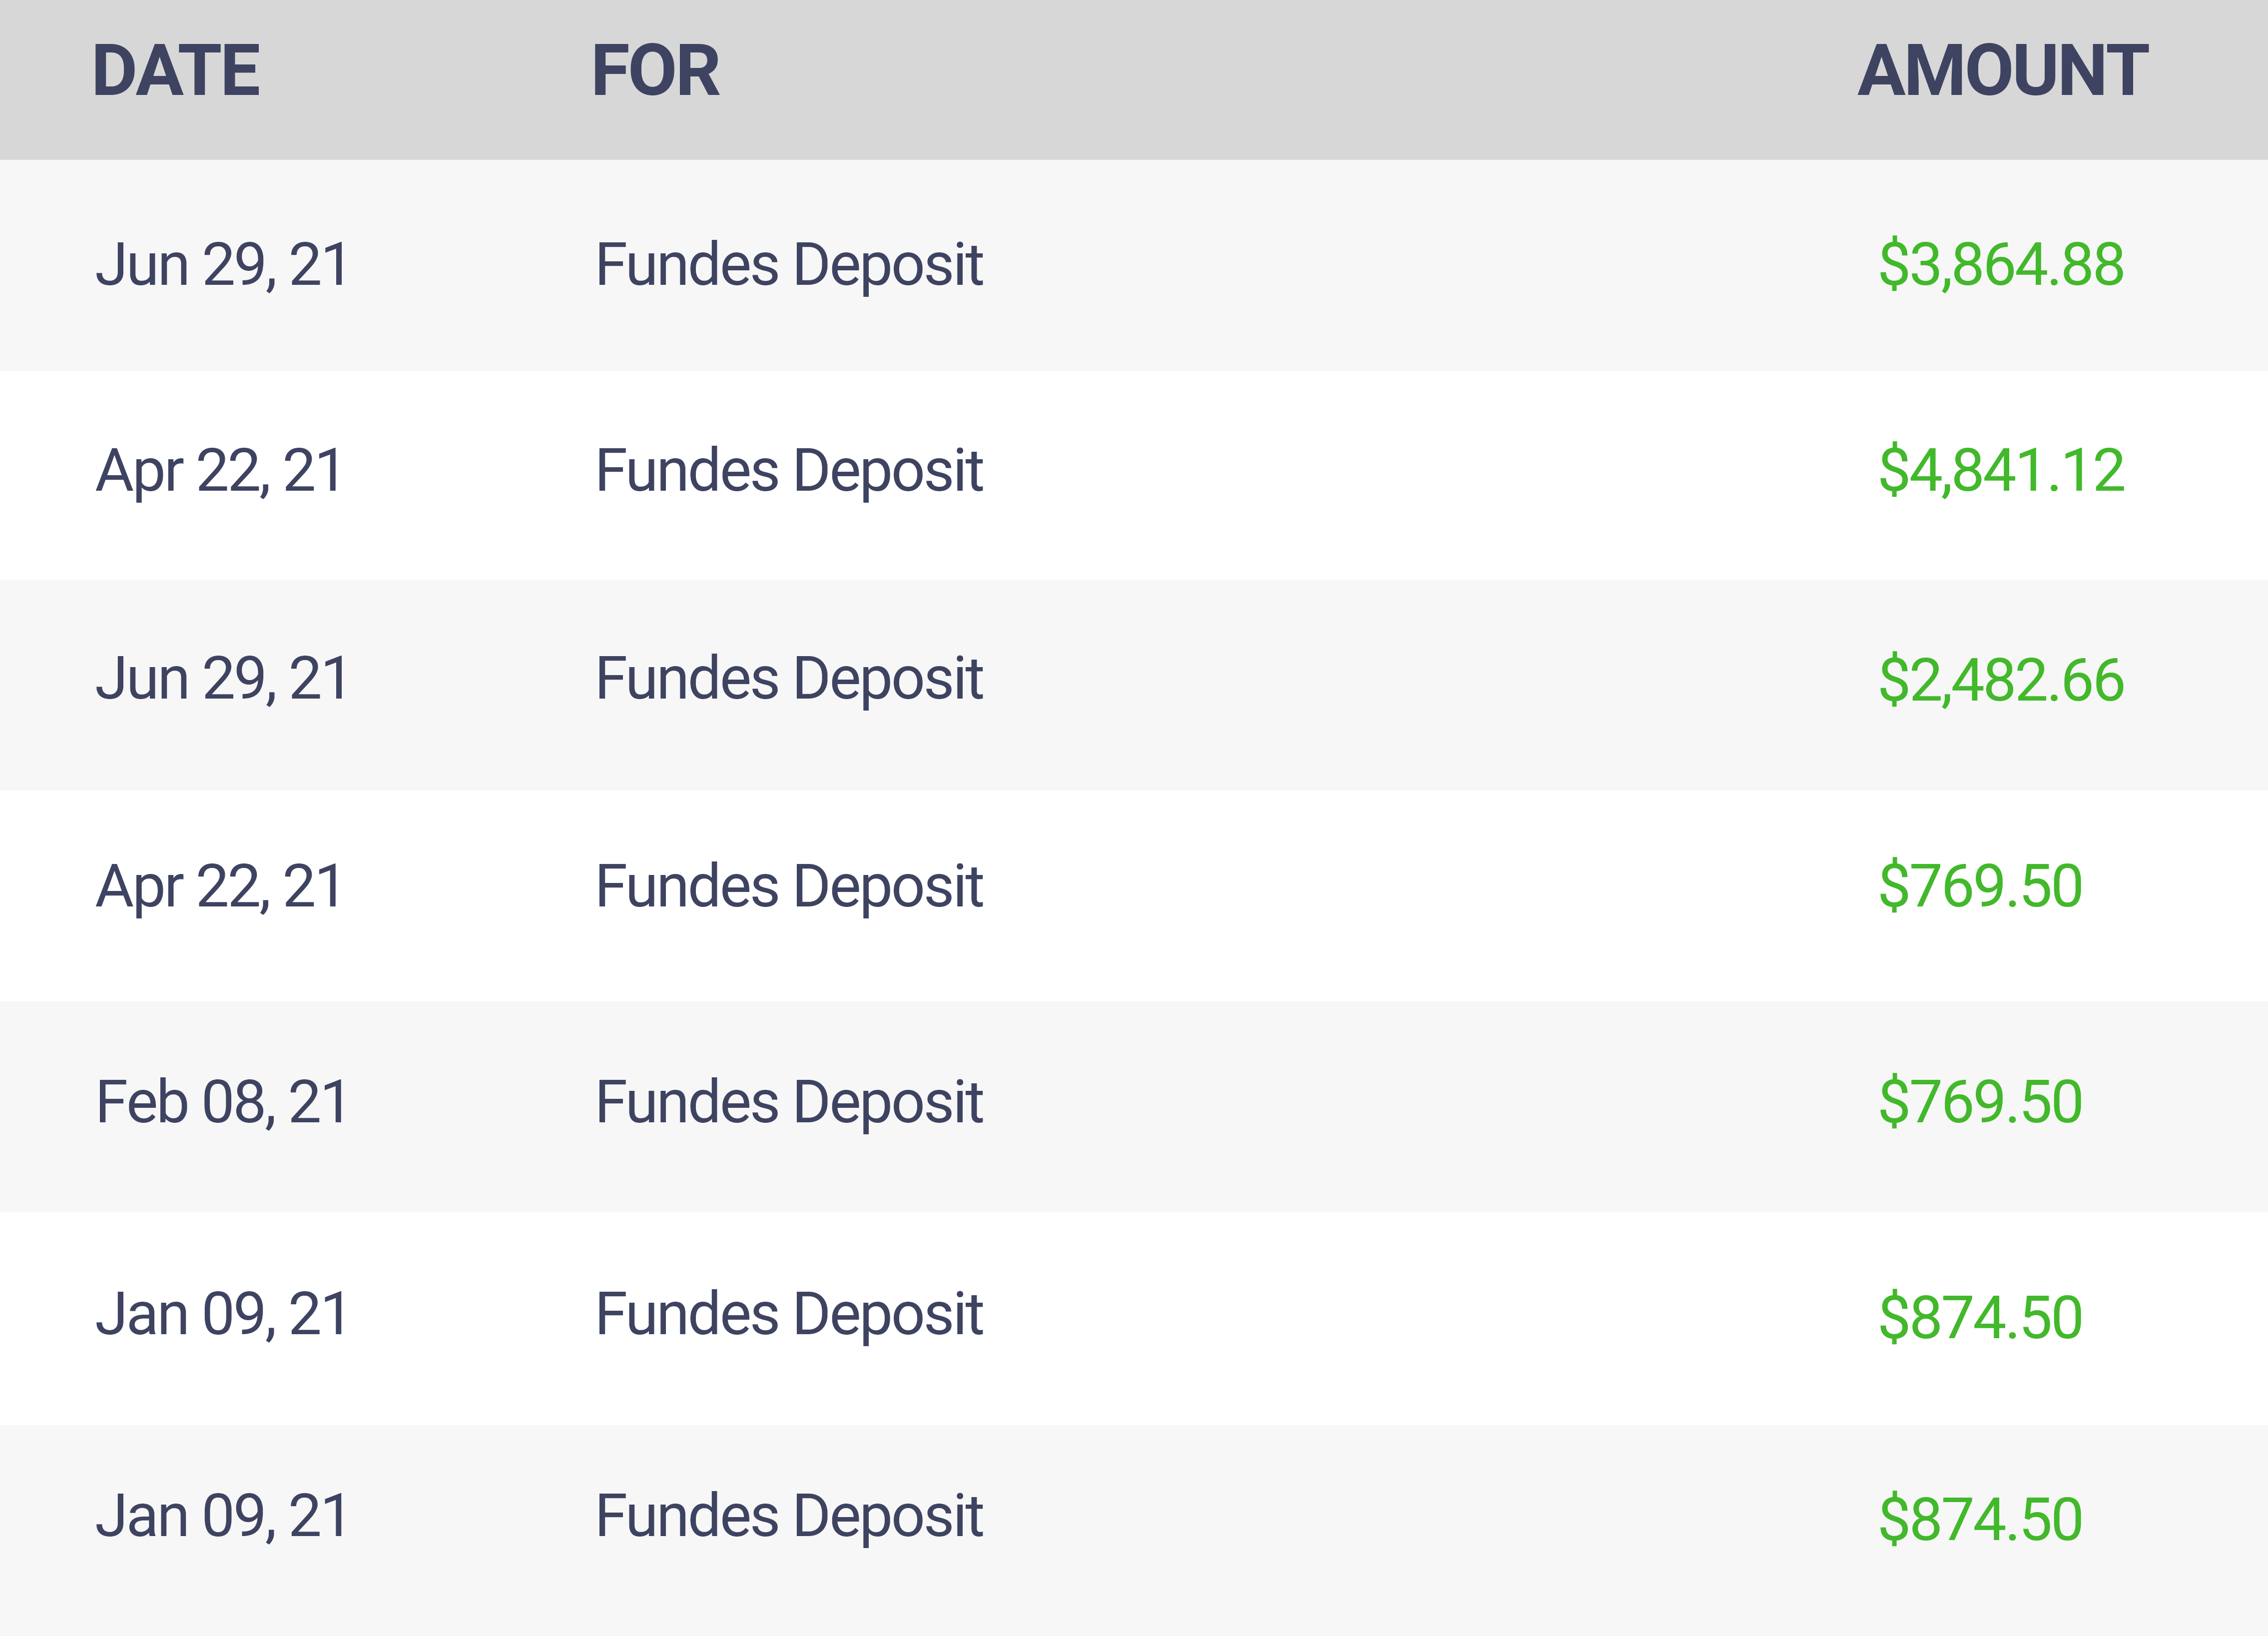 DATE FOR AMOUNT
Jun 29, 21 Fundes Deposit $3,864.88
Apr 22, 21 Fundes Deposit $4,841.12
Jun 29, 21 Fundes Deposit $2,482.66
Apr 22, 21 Fundes Deposit $769.50
Feb 08, 21 Fundes Deposit $769.50
Jan 09, 21 Fundes Deposit $874.50
Jan 09, 21 Fundes Deposit $874.50